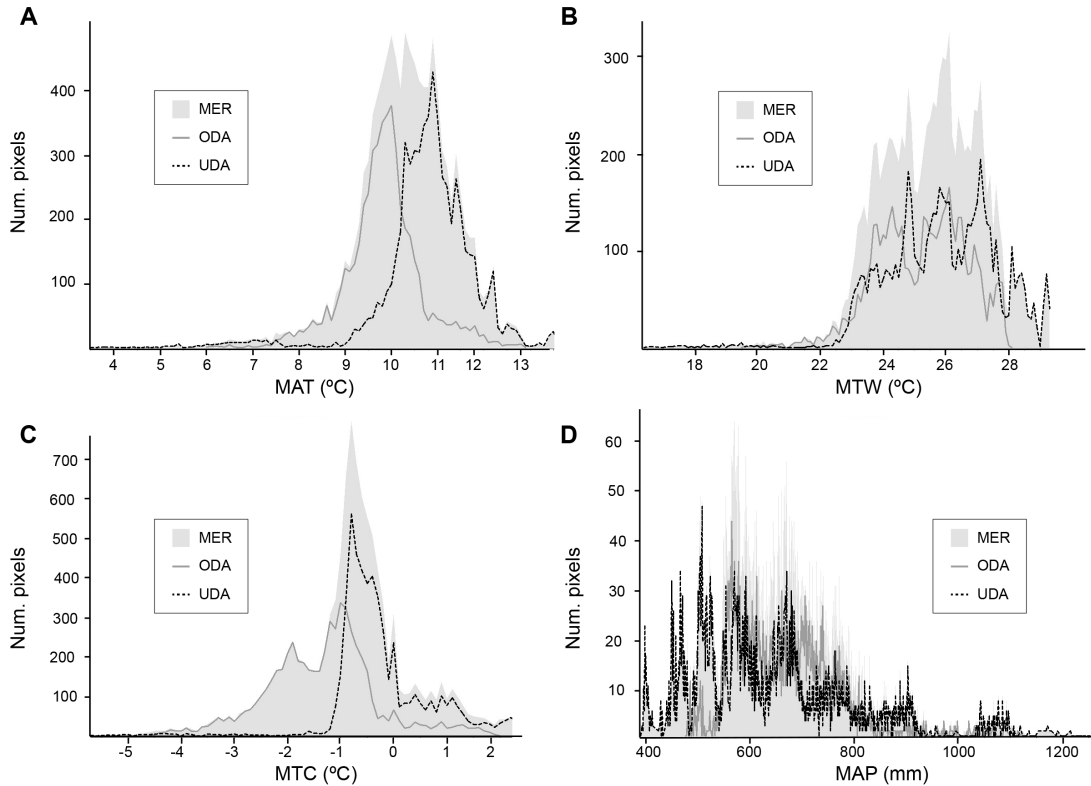 A
Num. pixels
400
300
200
100
MER
ODA
UDA
4 5 6 7 8 9 10 11 12 13
MAT (ºC)
B
Num. pixels
300
200
100
MER
ODA
UDA
18 20 22 24 26 28
MTW (ºC)
C
Num. pixels
700
600
500
400
300
200
100
MER
ODA
UDA
-5 -4 -3 -2 -1 0 1 2
MTC (ºC)
D
Num. pixels
60
50
40
30
20
10
MER
ODA
UDA
400 600 800 1000 1200
MAP (mm)